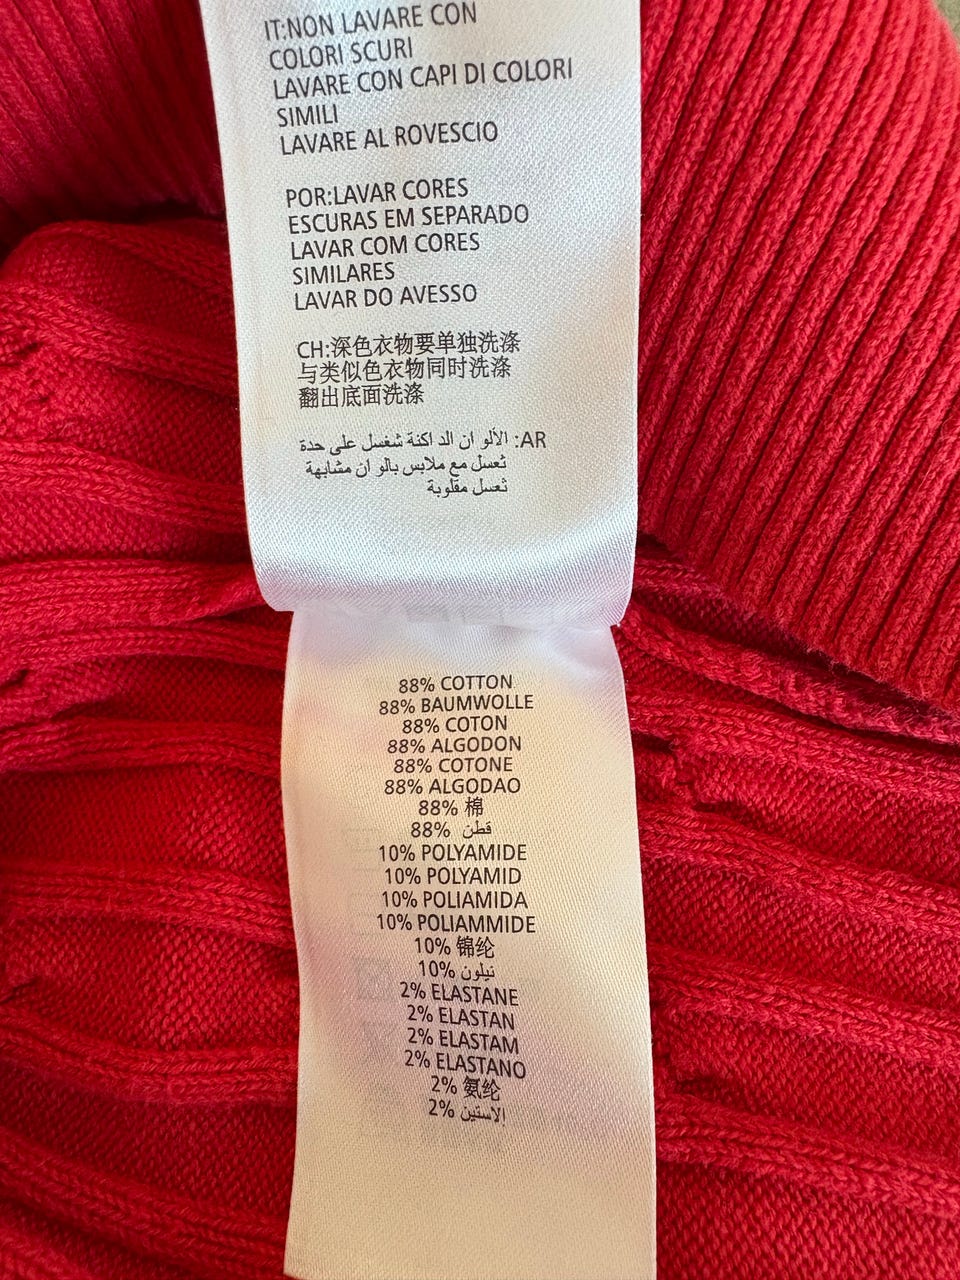 IT:NON LAVARE CON
COLORI SCURI
LAVARE CON CAPI DI COLORI
SIMILI
LAVARE AL ROVESCIO
POR:LAVAR CORES
ESCURAS EM SEPARADO
LAVAR COM CORES
SIMILARES
LAVAR DO AVESSO
CH:深色衣物要单独洗涤
与类似色衣物同时洗涤
翻出底面洗涤
AR: الألو ان الد اكنة شغسل على حدة
ثعسل مع ملابس بالو ان مشابهة
ثعسل مقلوبة
88% COTTON
88% BAUMWOLLE
88% COTON
88% ALGODON
88% COTONE
88% ALGODAO
88% 棉
88% قطن
10% POLYAMIDE
10% POLYAMID
10% POLIAMIDA
10% POLIAMMIDE
10% 锦纶
10% نيلون
2% ELASTANE
2% ELASTAN
2% ELASTAM
2% ELASTANO
2% 氨纶
2% الاستين